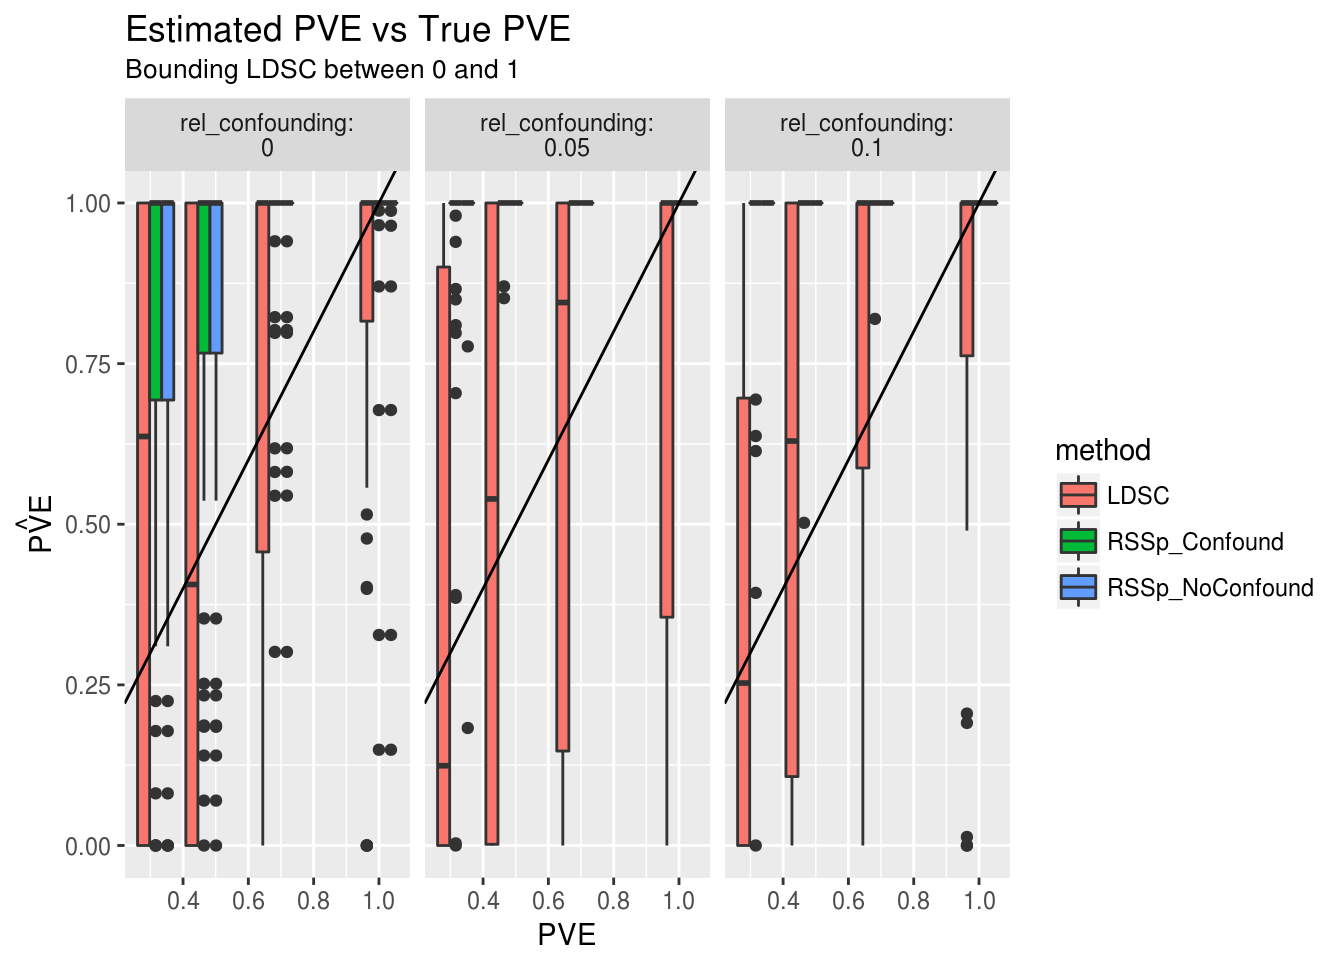 Estimated PVE vs True PVE
Bounding LDSC between 0 and 1
rel_confounding:
0
rel_confounding:
0.05
rel_confounding:
0.1
1.00
0.75
0.50
0.25
0.00
PV̂E
0.4 0.6 0.8 1.0
0.4 0.6 0.8 1.0
0.4 0.6 0.8 1.0
PVE
method
LDSC
RSSp_Confound
RSSp_NoConfound